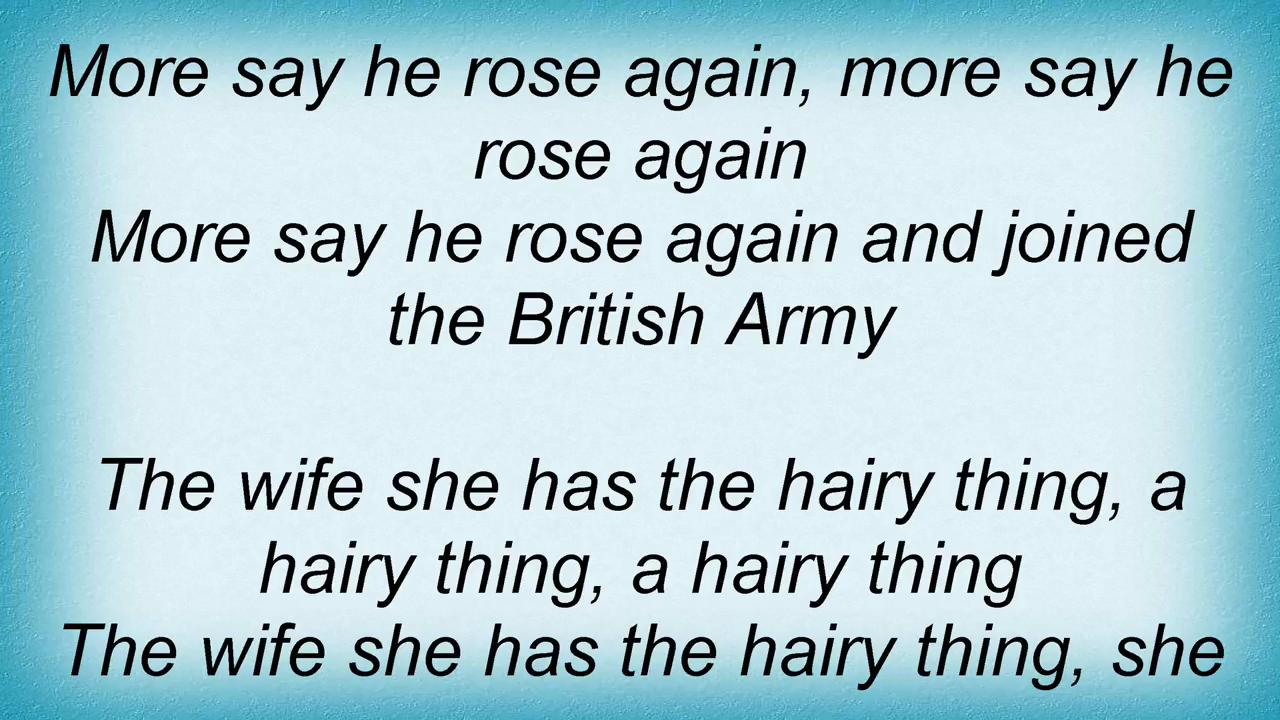 More say he rose again, more say he
rose again
More say he rose again and joined
the British Army
The wife she has the hairy thing, a
hairy thing, a hairy thing
The wife she has the hairy thing, she